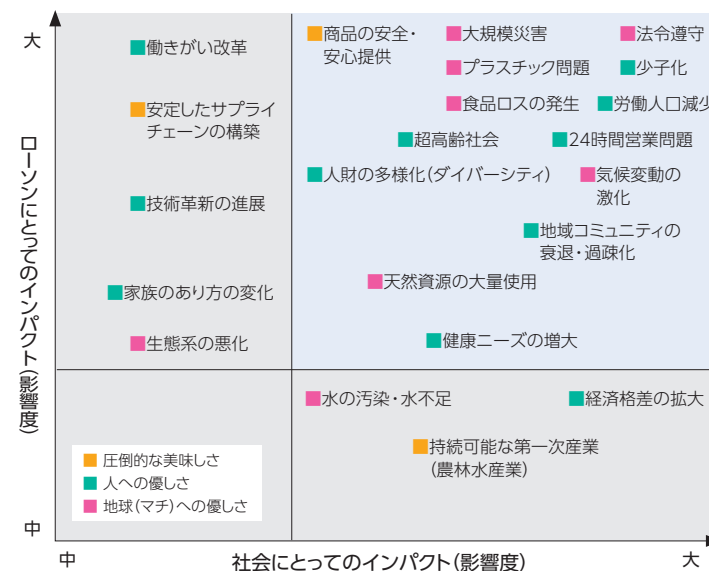 大
ローソンにとってのインパクト(影響度)
中
■働きがい改革
■安定したサプライ
チェーンの構築
■技術革新の進展
■家族のあり方の変化
■生態系の悪化
■商品の安全・
安心提供
■大規模災害
■法令遵守
■プラスチック問題
■少子化
■食品ロスの発生
■労働人口減少
■超高齢社会
■24時間営業問題
■人財の多様化(ダイバーシティ)
■気候変動の
激化
■地域コミュニティの
衰退・過疎化
■天然資源の大量使用
■健康ニーズの増大
■水の汚染・水不足
■経済格差の拡大
■持続可能な第一次産業
(農林水産業)
■圧倒的な美味しさ
■人への優しさ
■地球(マチ)への優しさ
中
社会にとってのインパクト(影響度)
大